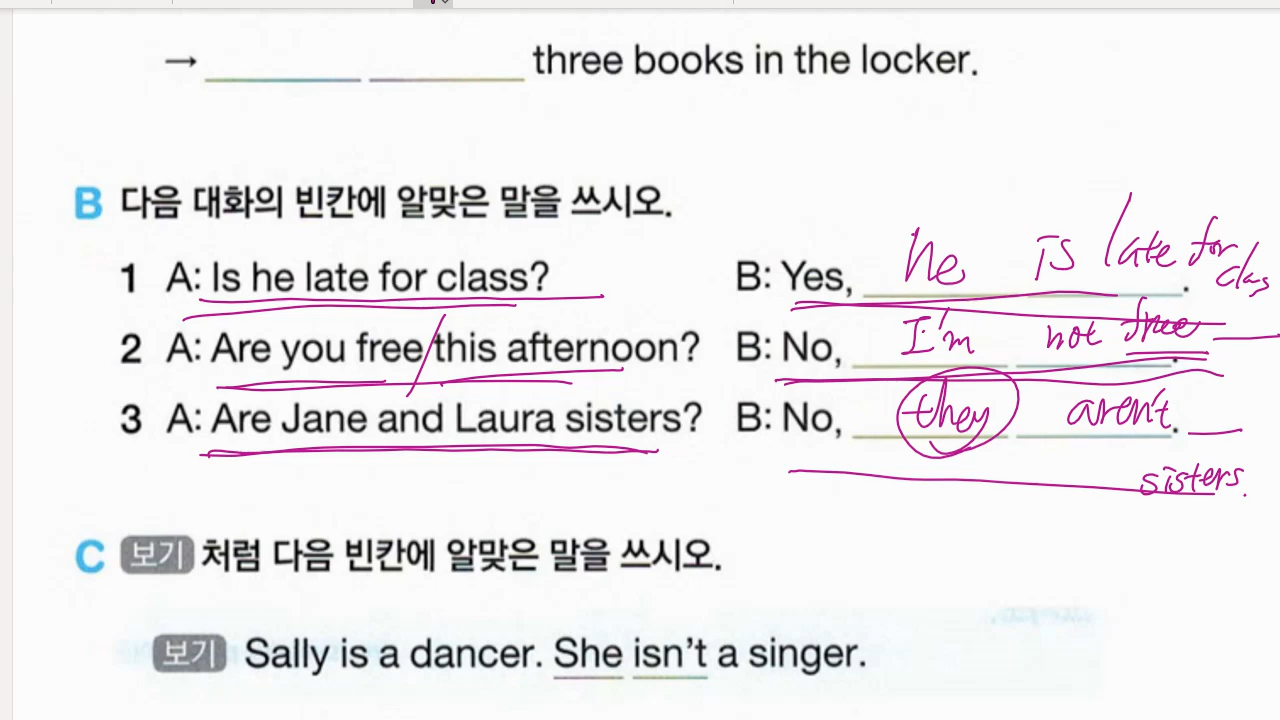 → ____ ____ three books in the locker.
B 다음 대화의 빈칸에 알맞은 말을 쓰시오.
1 A: Is he late for class? B: Yes, he is late for class.
2 A: Are you free / this afternoon? B: No, I'm not free.
3 A: Are Jane and Laura sisters? B: No, they aren't.
sisters.
C 보기 처럼 다음 빈칸에 알맞은 말을 쓰시오.
보기 Sally is a dancer. She isn't a singer.